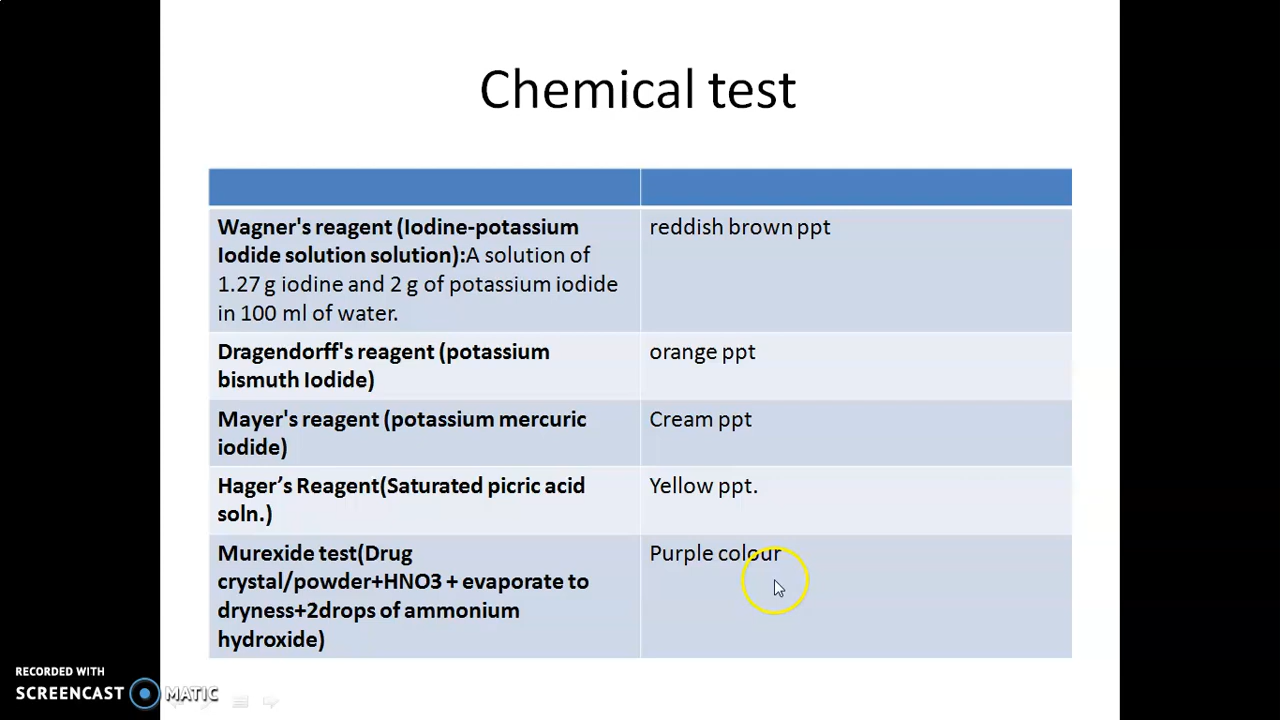 Chemical test
Wagner's reagent (Iodine-potassium
Iodide solution solution):A solution of
1.27 g iodine and 2 g of potassium iodide
in 100 ml of water.
reddish brown ppt
Dragendorff's reagent (potassium
bismuth Iodide)
orange ppt
Mayer's reagent (potassium mercuric
iodide)
Cream ppt
Hager’s Reagent(Saturated picric acid
soln.)
Yellow ppt.
Murexide test(Drug
crystal/powder+HNO3 + evaporate to
dryness+2drops of ammonium
hydroxide)
Purple colour
RECORDED WITH
SCREENCAST MATIC